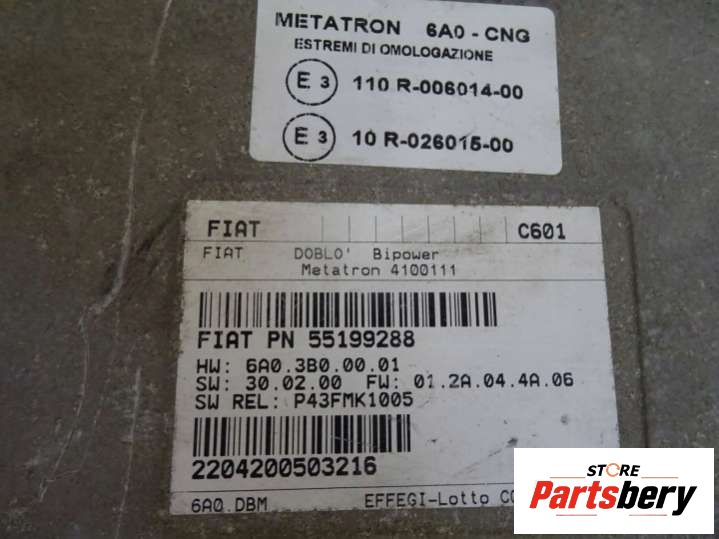 METATRON 6A0 - CNG
ESTREMI DI OMOLOGAZIONE
E 3 110 R-006014-00
E 3 10 R-026015-00
FIAT C601
FIAT DOBLO' Bipower
Metatron 4100111
FIAT PN 55199288
HW: 6A0.3B0.00.01
SW: 30.02.00 FW: 01.2A.04.4A.06
SW REL: P43FMK1005
2204200503216
6A0.DBM EFFEGI-Lotto
STORE
Partsbery